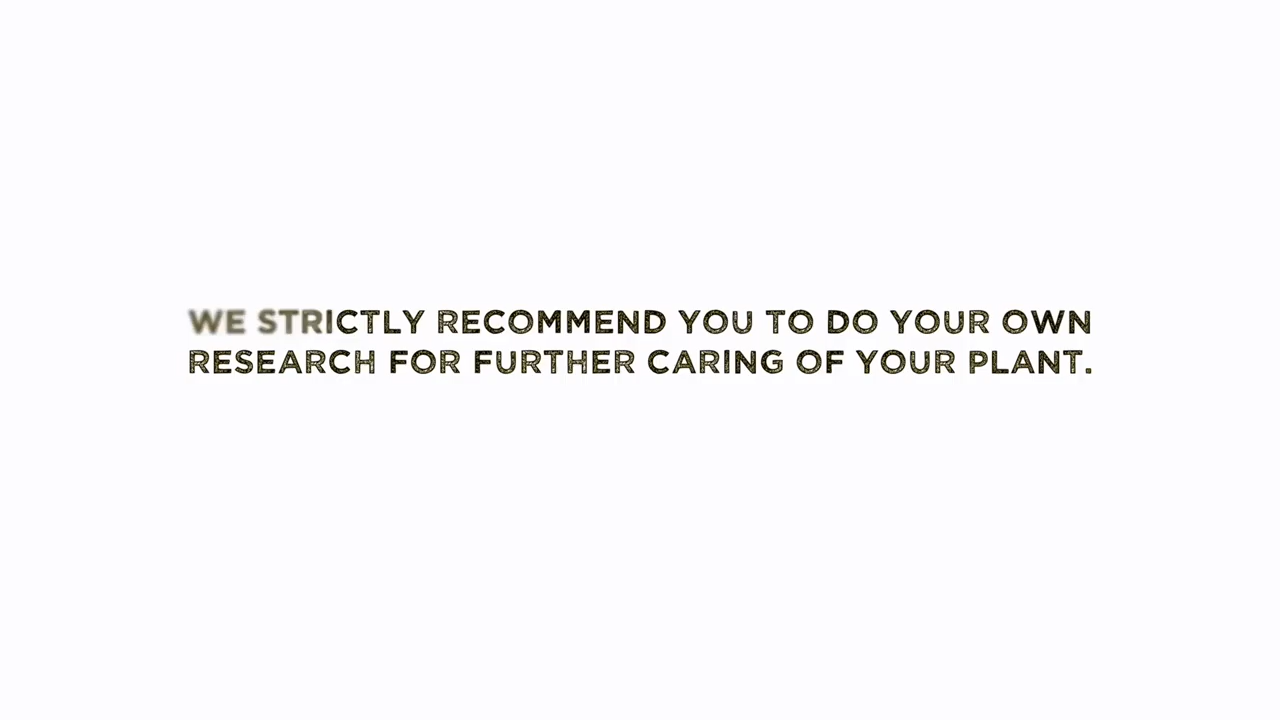 WE STRICTLY RECOMMEND YOU TO DO YOUR OWN
RESEARCH FOR FURTHER CARING OF YOUR PLANT.